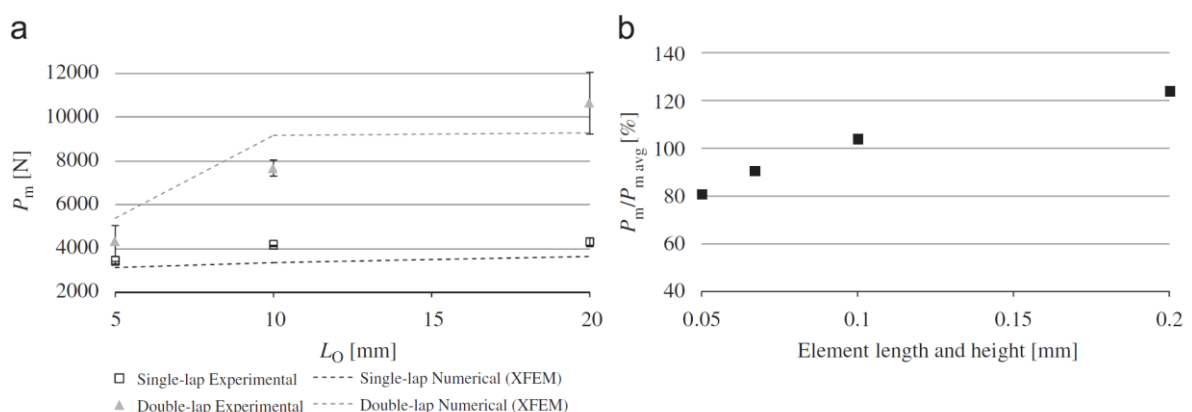 a
P_m [N]
12000
10000
8000
6000
4000
2000
5
10
15
20
L_O [mm]
Single-lap Experimental
Single-lap Numerical (XFEM)
Double-lap Experimental
Double-lap Numerical (XFEM)
b
P_m/P_m avg [%]
140
120
100
80
60
40
0.05
0.1
0.15
0.2
Element length and height [mm]